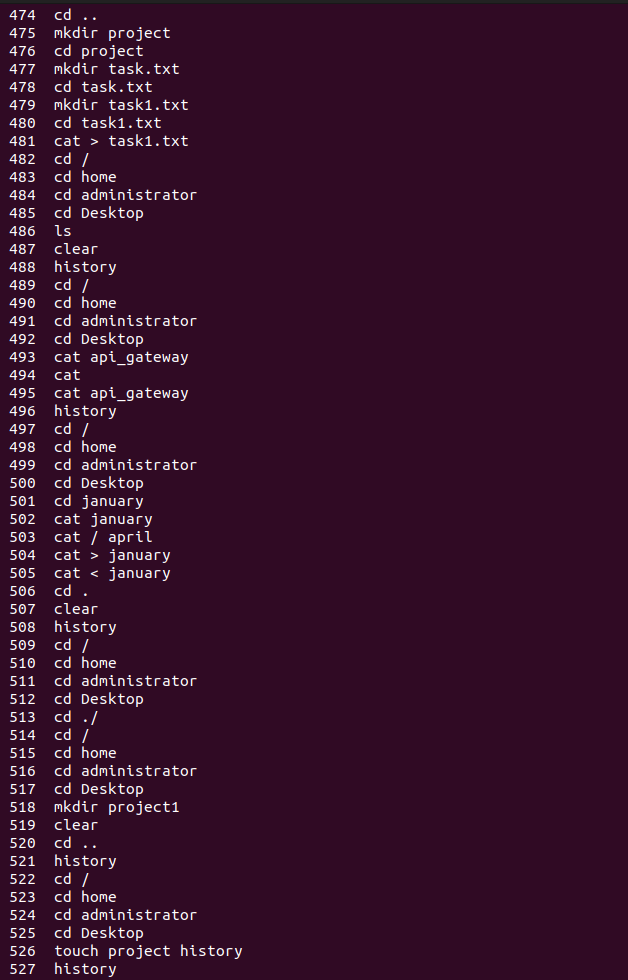 474 cd ..
475 mkdir project
476 cd project
477 mkdir task.txt
478 cd task.txt
479 mkdir task1.txt
480 cd task1.txt
481 cat > task1.txt
482 cd /
483 cd home
484 cd administrator
485 cd Desktop
486 ls
487 clear
488 history
489 cd /
490 cd home
491 cd administrator
492 cd Desktop
493 cat api_gateway
494 cat
495 cat api_gateway
496 history
497 cd /
498 cd home
499 cd administrator
500 cd Desktop
501 cd january
502 cat january
503 cat / april
504 cat > january
505 cat < january
506 cd .
507 clear
508 history
509 cd /
510 cd home
511 cd administrator
512 cd Desktop
513 cd ./
514 cd /
515 cd home
516 cd administrator
517 cd Desktop
518 mkdir project1
519 clear
520 cd ..
521 history
522 cd /
523 cd home
524 cd administrator
525 cd Desktop
526 touch project history
527 history